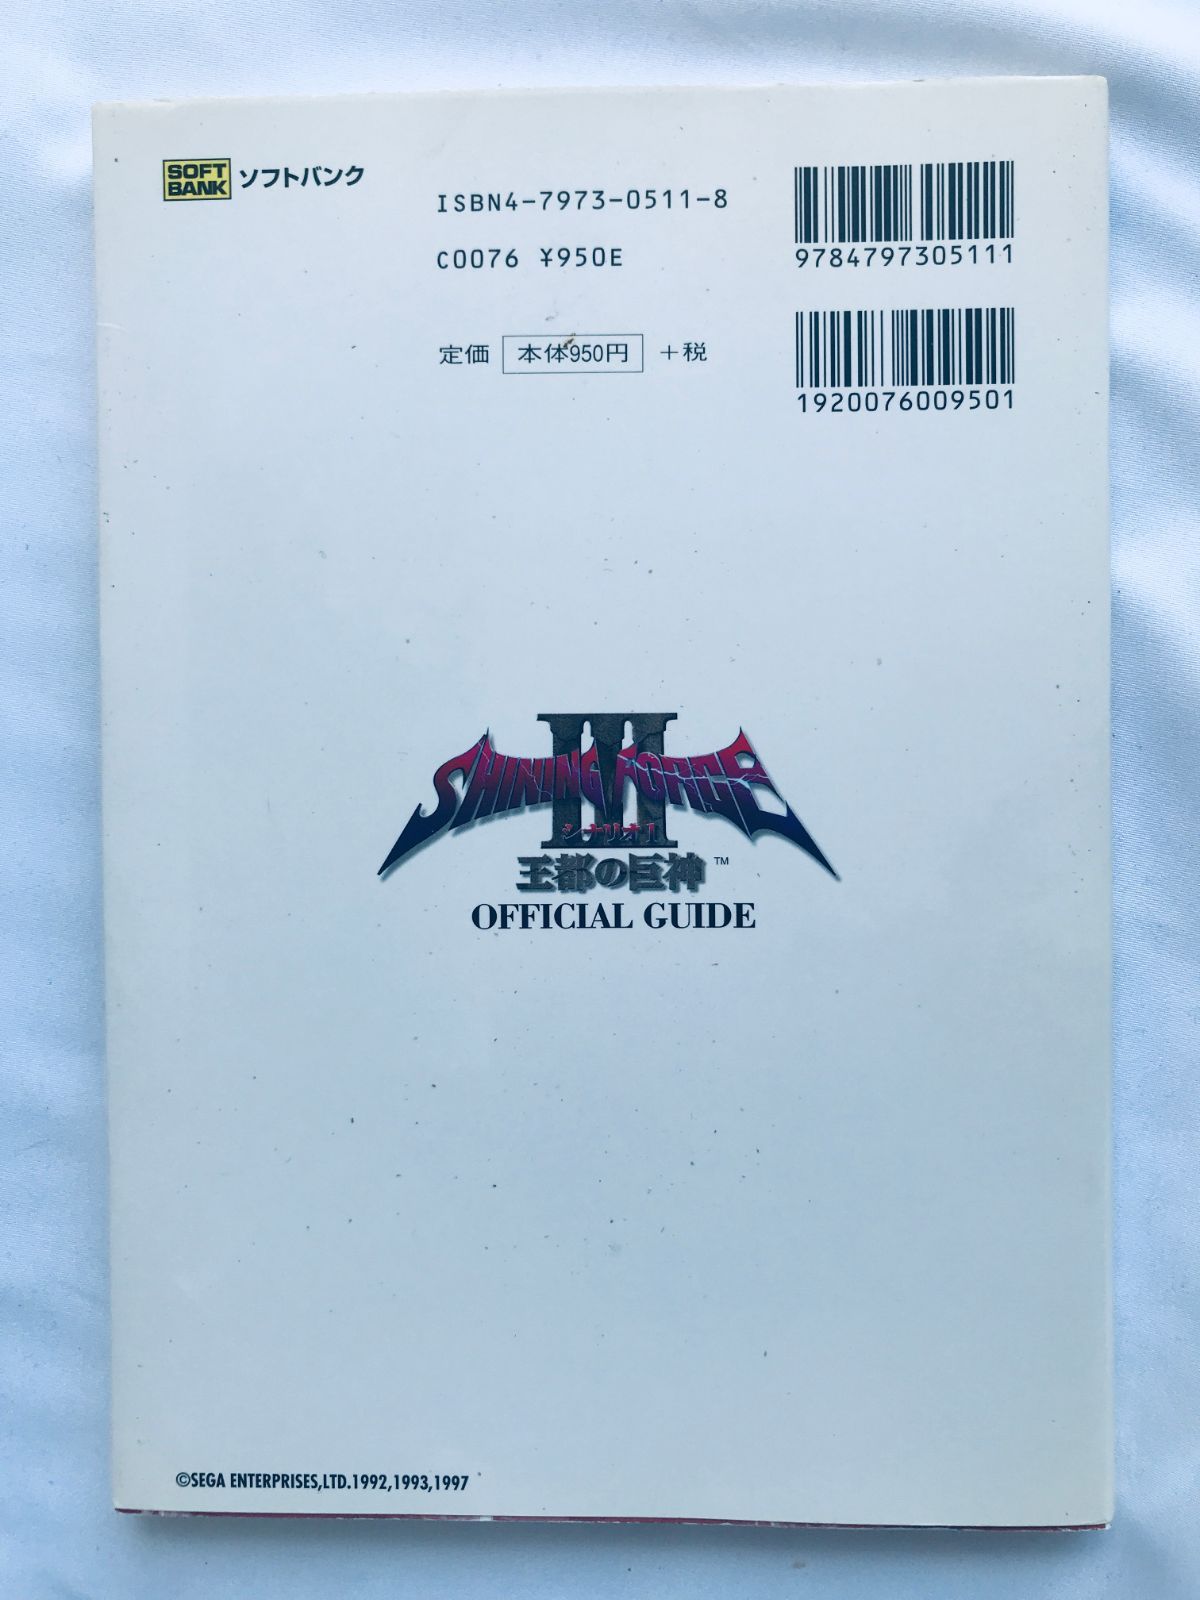 SOFT
BANK
ソフトバンク
ISBN4-7973-0511-8
C0076 ¥950E
定価 本体950円 +税
9784797305111
1920076009501
SHINING FORCE
III
シナリオ1
王都の巨神™
OFFICIAL GUIDE
©SEGA ENTERPRISES,LTD.1992,1993,1997